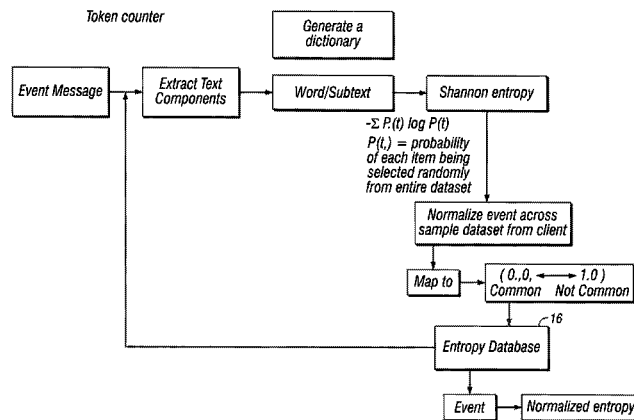 Token counter
Generate a
dictionary
Event Message
Extract Text
Components
Word/Subtext
Shannon entropy
-Σ P.(t) log P(t)
P(t,) = probability
of each item being
selected randomly
from entire dataset
Normalize event across
sample dataset from client
Map to
( 0.,0, 1.0 )
Common Not Common
16
Entropy Database
Event
Normalized entropy